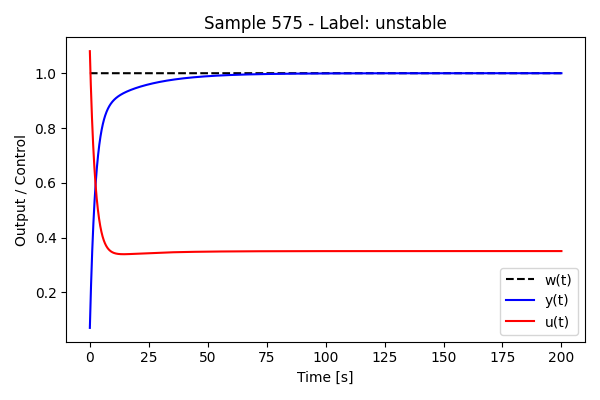 Sample 575 - Label: unstable
Output / Control
1.0
0.8
0.6
0.4
0.2
w(t)
y(t)
u(t)
0 25 50 75 100 125 150 175 200
Time [s]